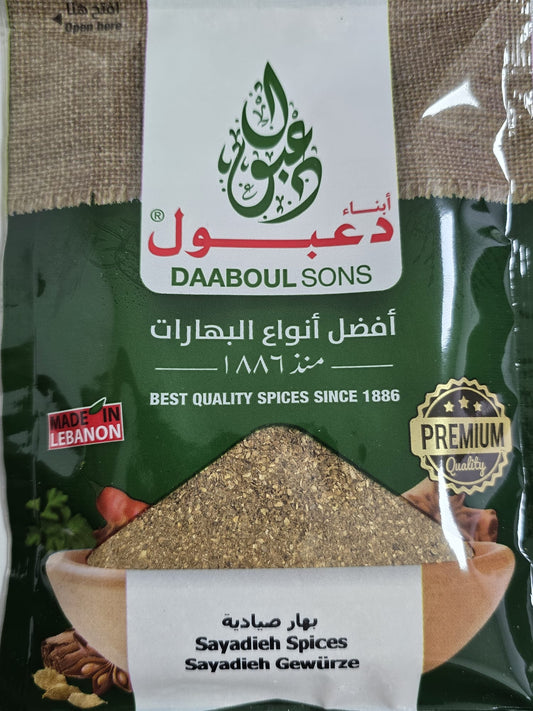 افتح هنا
Open here
دعبول
أبناء
دعبول
®
DAABOUL SONS
أفضل أنواع البهارات
منذ ١٨٨٦
BEST QUALITY SPICES SINCE 1886
MADE IN
LEBANON
PREMIUM
Quality
بهار صيادية
Sayadieh Spices
Sayadieh Gewürze